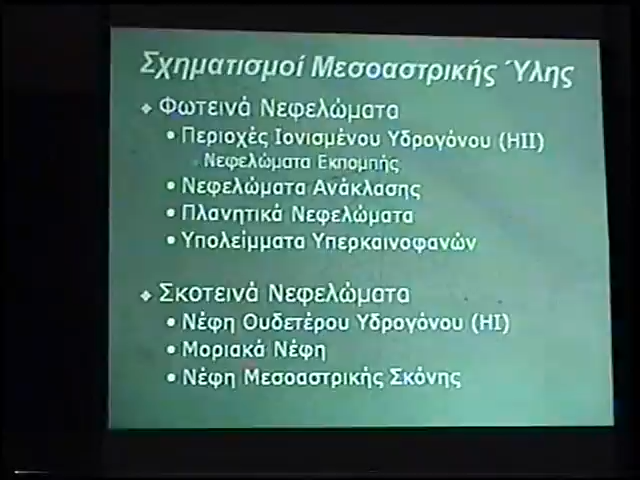 Σχηματισμοί Μεσοαστρικής Ύλης
❖ Φωτεινά Νεφελώματα
• Περιοχές Ιονισμένου Υδρογόνου (HII)
- Νεφελώματα Εκπομπής
• Νεφελώματα Ανάκλασης
• Πλανητικά Νεφελώματα
• Υπολείμματα Υπερκαινοφανών
❖ Σκοτεινά Νεφελώματα
• Νέφη Ουδετέρου Υδρογόνου (HI)
• Μοριακά Νέφη
• Νέφη Μεσοαστρικής Σκόνης